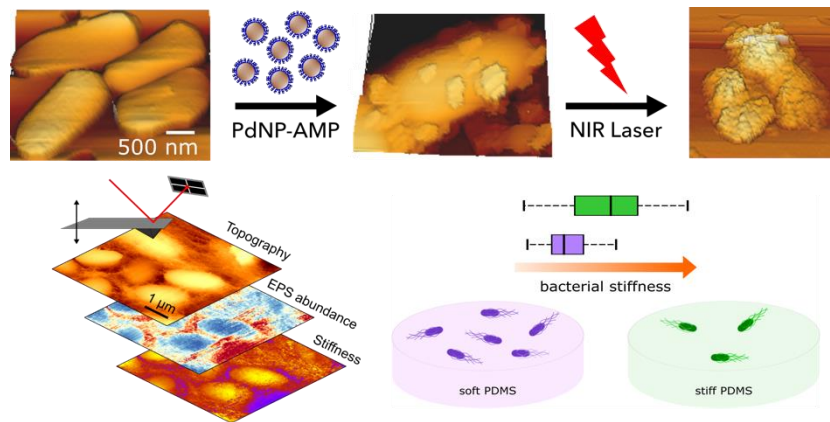 500 nm
PdNP-AMP
NIR Laser
Topography
1 µm
EPS abundance
Stiffness
bacterial stiffness
soft PDMS
stiff PDMS